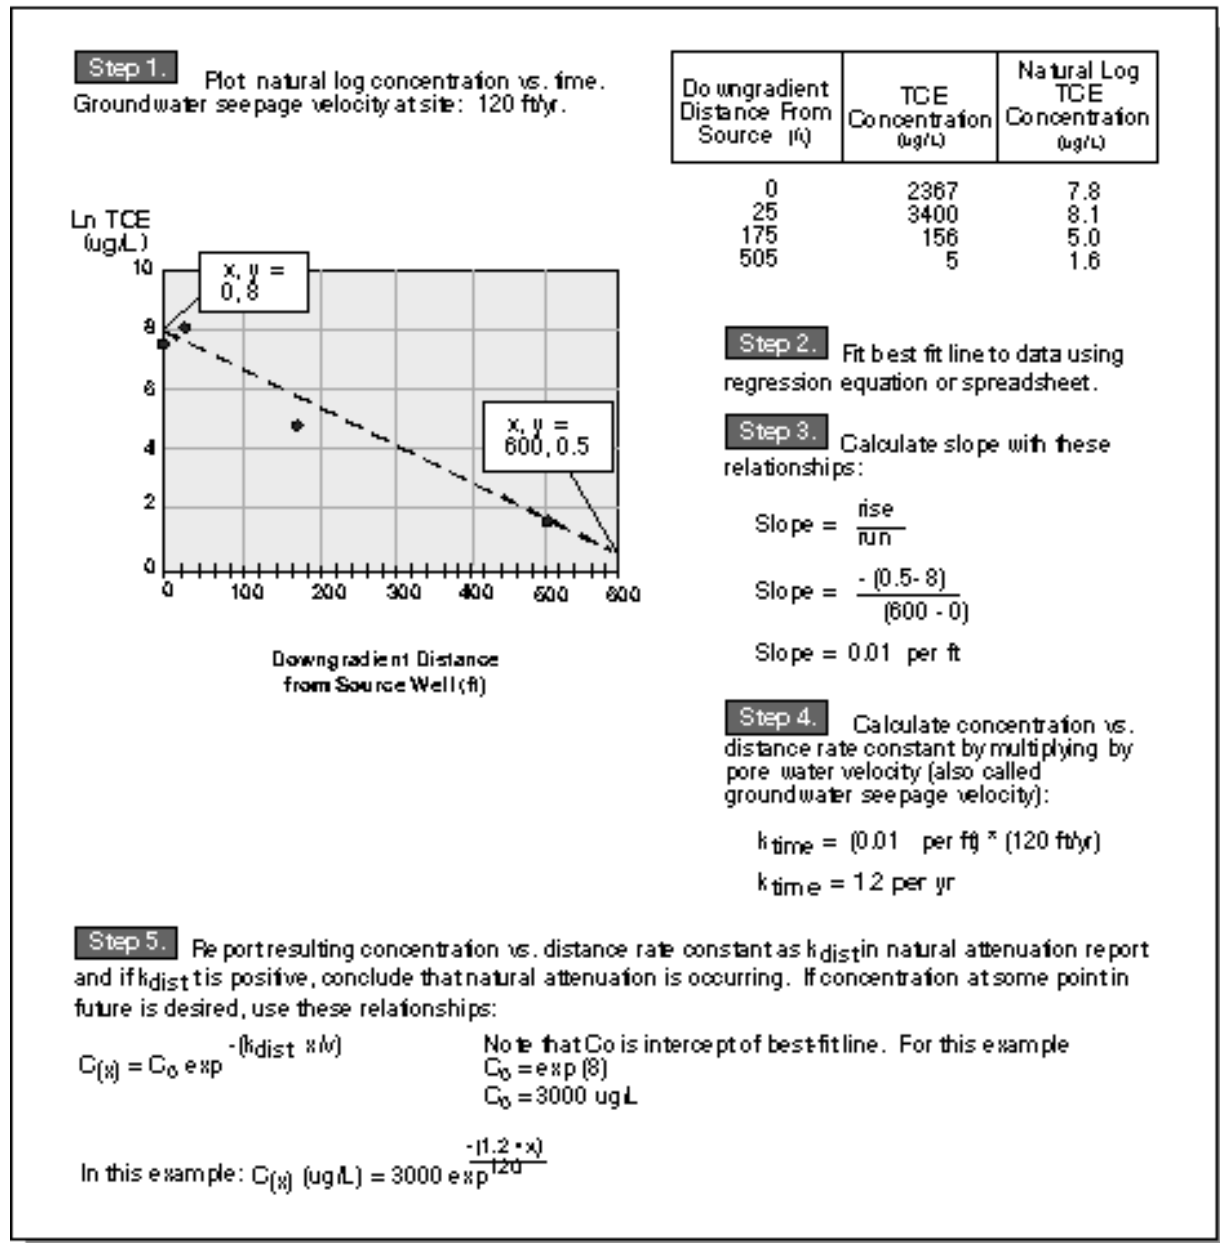 Step 1. Plot natural log concentration vs. time.
Groundwater seepage velocity at site: 120 ft/yr.
Downgradient Distance From Source (ft)
TCE Concentration (ug/L)
Natural Log TCE Concentration (ug/L)
0 2367 7.8
25 3400 8.1
175 156 5.0
505 5 1.6
Ln TCE
(ug/L)
10
8
6
4
2
0
x, y =
0, 8
x, y =
600, 0.5
0 100 200 300 400 500 600
Downgradient Distance
from Source Well (ft)
Step 2. Fit best fit line to data using
regression equation or spreadsheet.
Step 3. Calculate slope with these
relationships:
Slope = rise / run
Slope = - (0.5- 8) / (600 - 0)
Slope = 0.01 per ft
Step 4. Calculate concentration vs.
distance rate constant by multiplying by
pore water velocity (also called
groundwater seepage velocity):
k time = (0.01 per ft) * (120 ft/yr)
k time = 1.2 per yr
Step 5. Report resulting concentration vs. distance rate constant as k dist in natural attenuation report
and if k dist t is positive, conclude that natural attenuation is occurring. If concentration at some point in
future is desired, use these relationships:
C(x) = Co exp -(kdist x/v)
Note that Co is intercept of best-fit line. For this example
Co = exp (8)
Co = 3000 ug/L
In this example: C(x) (ug/L) = 3000 exp -(1.2 • x) / 120